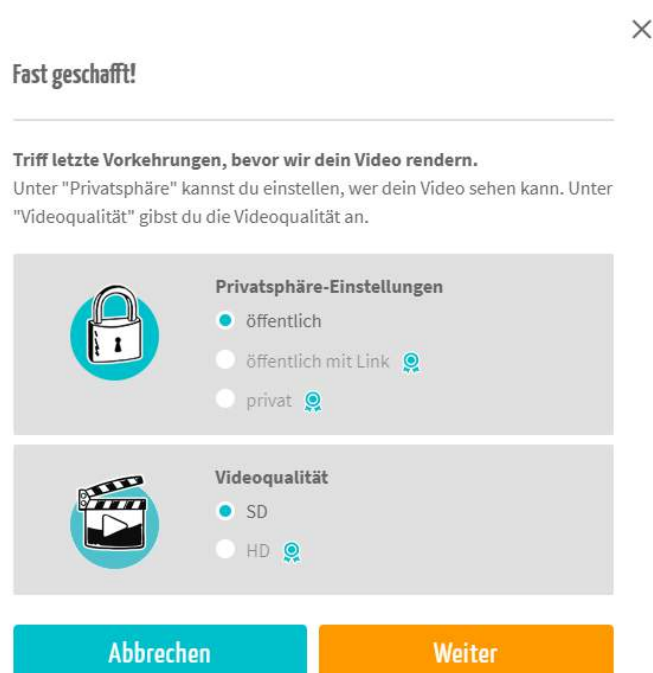 Fast geschafft!
Triff letzte Vorkehrungen, bevor wir dein Video rendern.
Unter "Privatsphäre" kannst du einstellen, wer dein Video sehen kann. Unter
"Videoqualität" gibst du die Videoqualität an.
Privatsphäre-Einstellungen
öffentlich
öffentlich mit Link
privat
Videoqualität
SD
HD
Abbrechen
Weiter